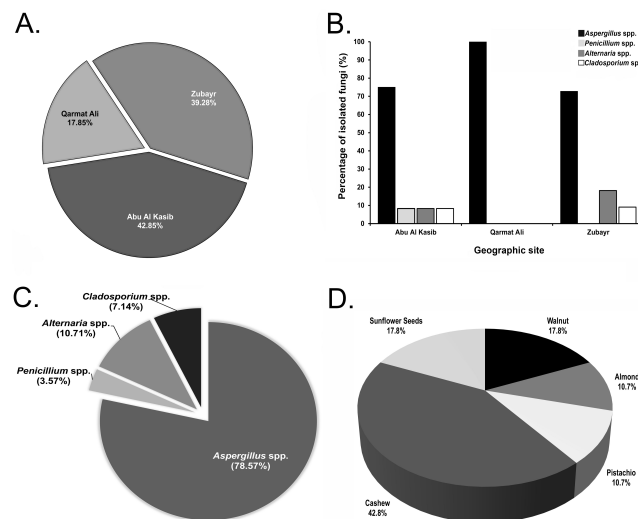 A.
Zubayr
39.28%
Qarmat Ali
17.85%
Abu Al Kasib
42.85%
B.
Aspergillus spp.
Penicillium spp.
Alternaria spp.
Cladosporium sp
Percentage of isolated fungi (%)
100
90
80
70
60
50
40
30
20
10
0
Abu Al Kasib
Qarmat Ali
Zubayr
Geographic site
C.
Cladosporium spp.
(7.14%)
Alternaria spp.
(10.71%)
Penicillium spp.
(3.57%)
Aspergillus spp.
(78.57%)
D.
Sunflower Seeds
17.8%
Walnut
17.8%
Almond
10.7%
Pistachio
10.7%
Cashew
42.8%